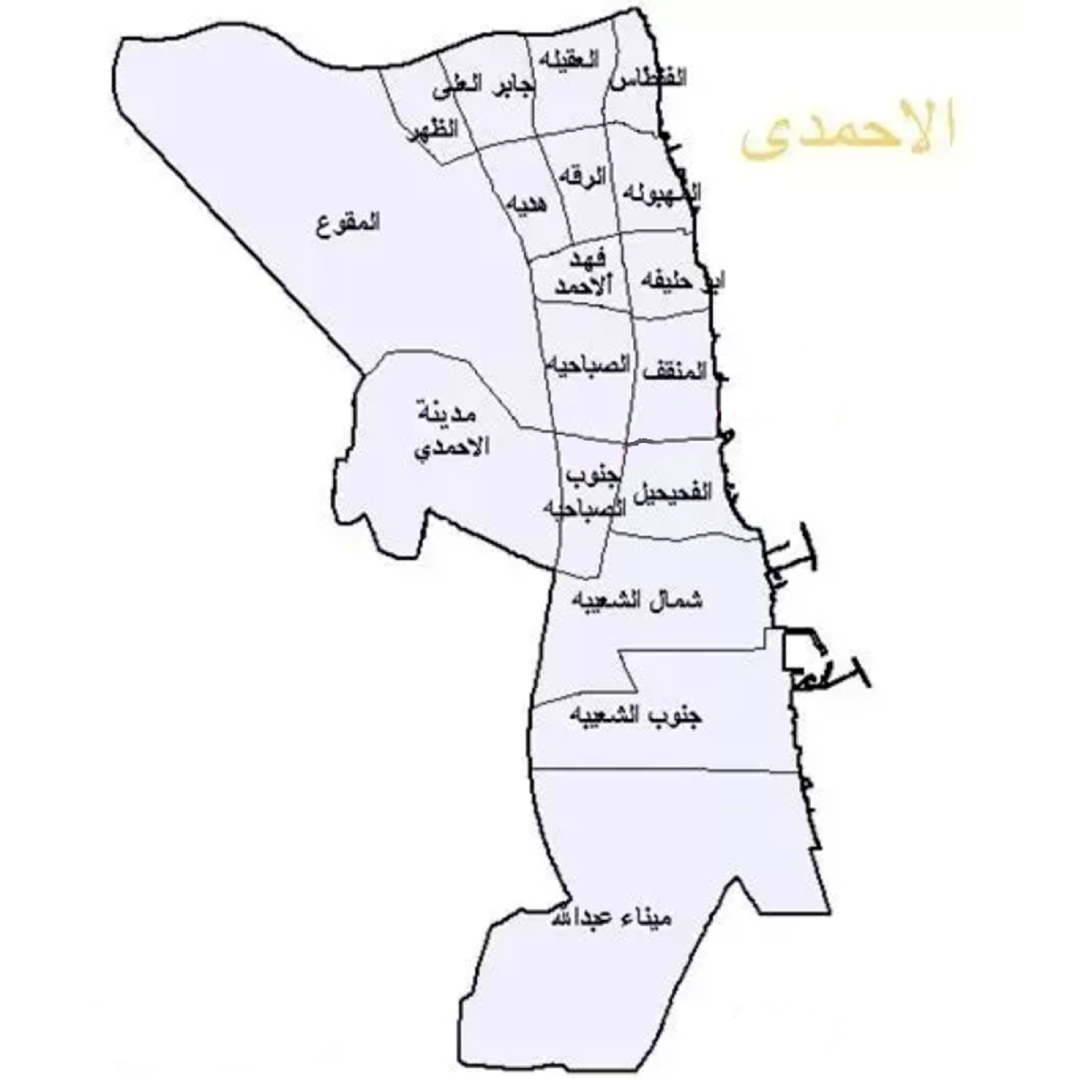 الاحمدى
العقيله
الفنطاس
جابر العلى
الظهر
الرقه
المهبوله
هديه
المقوع
فهد
ألاحمد
ابو حليفه
الصباحيه
المنقف
مدينة
الاحمدي
جنوب
الصباحيه
الفحيحيل
شمال الشعيبه
جنوب الشعيبه
ميناء عبدالله